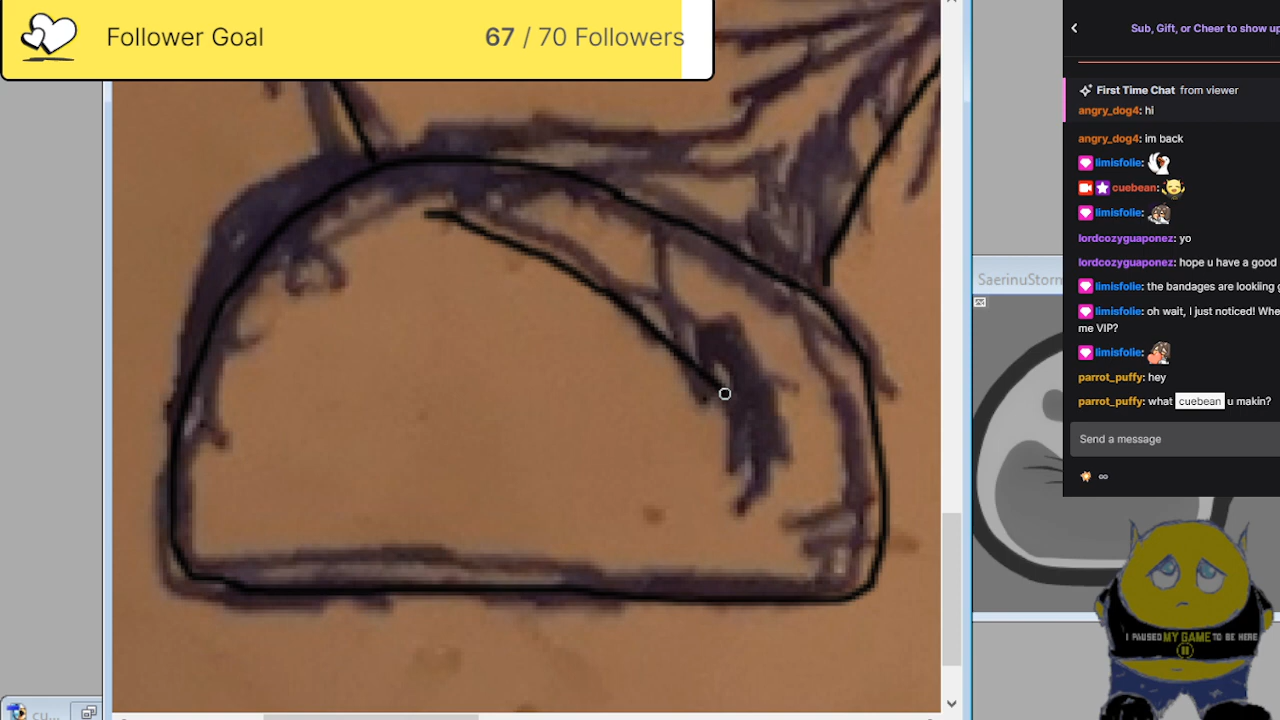 Follower Goal
67 / 70 Followers
Sub, Gift, or Cheer to show up
First Time Chat from viewer
angry_dog4: hi
angry_dog4: im back
limisfolie:
cuebean:
limisfolie:
lordcozyguaponez: yo
lordcozyguaponez: hope u have a good
limisfolie: the bandages are lookiing g
limisfolie: oh wait, I just noticed! Whe
me VIP?
limisfolie:
parrot_puffy: hey
parrot_puffy: what cuebean u makin?
Send a message
∞
SaerinuStorm
I PAUSED MY GAME TO BE HERE
cu...